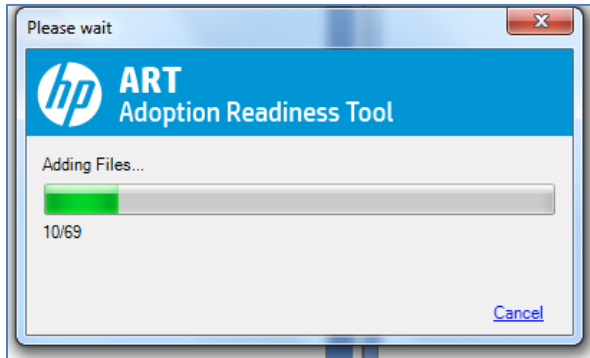 Please wait
hp
ART
Adoption Readiness Tool
Adding Files...
10/69
Cancel